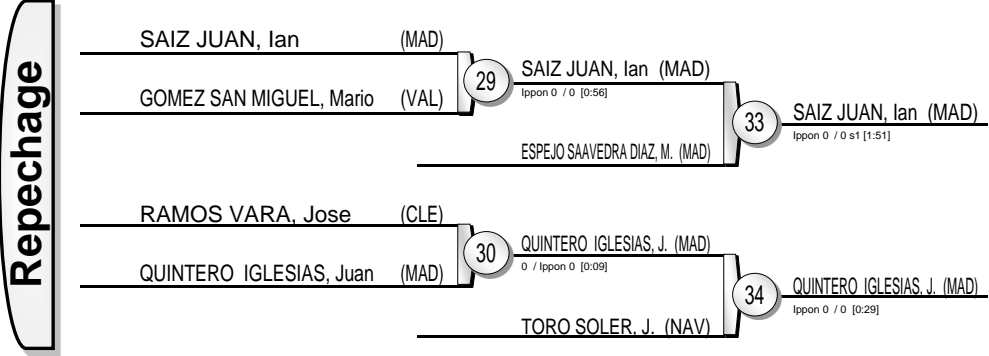 Repechage
SAIZ JUAN, Ian (MAD)
GOMEZ SAN MIGUEL, Mario (VAL)
29
SAIZ JUAN, Ian (MAD)
Ippon 0 / 0 [0:56]
ESPEJO SAAVEDRA DIAZ, M. (MAD)
33
SAIZ JUAN, Ian (MAD)
Ippon 0 / 0 s1 [1:51]
RAMOS VARA, Jose (CLE)
QUINTERO IGLESIAS, Juan (MAD)
30
QUINTERO IGLESIAS, J. (MAD)
0 / Ippon 0 [0:09]
TORO SOLER, J. (NAV)
34
QUINTERO IGLESIAS, J. (MAD)
Ippon 0 / 0 [0:29]